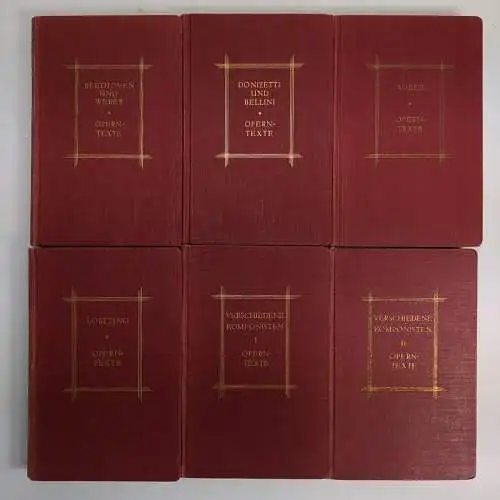 BEETHOVEN
UND
WEBER
OPERN-
TEXTE
DONIZETTI
UND
BELLINI
OPERN-
TEXTE
AUBER
OPERN-
TEXTE
LORTZING
OPERN-
TEXTE
VERSCHIEDENE
KOMPONISTEN
I
OPERN-
TEXTE
VERSCHIEDENE
KOMPONISTEN
II
OPERN-
TEXTE